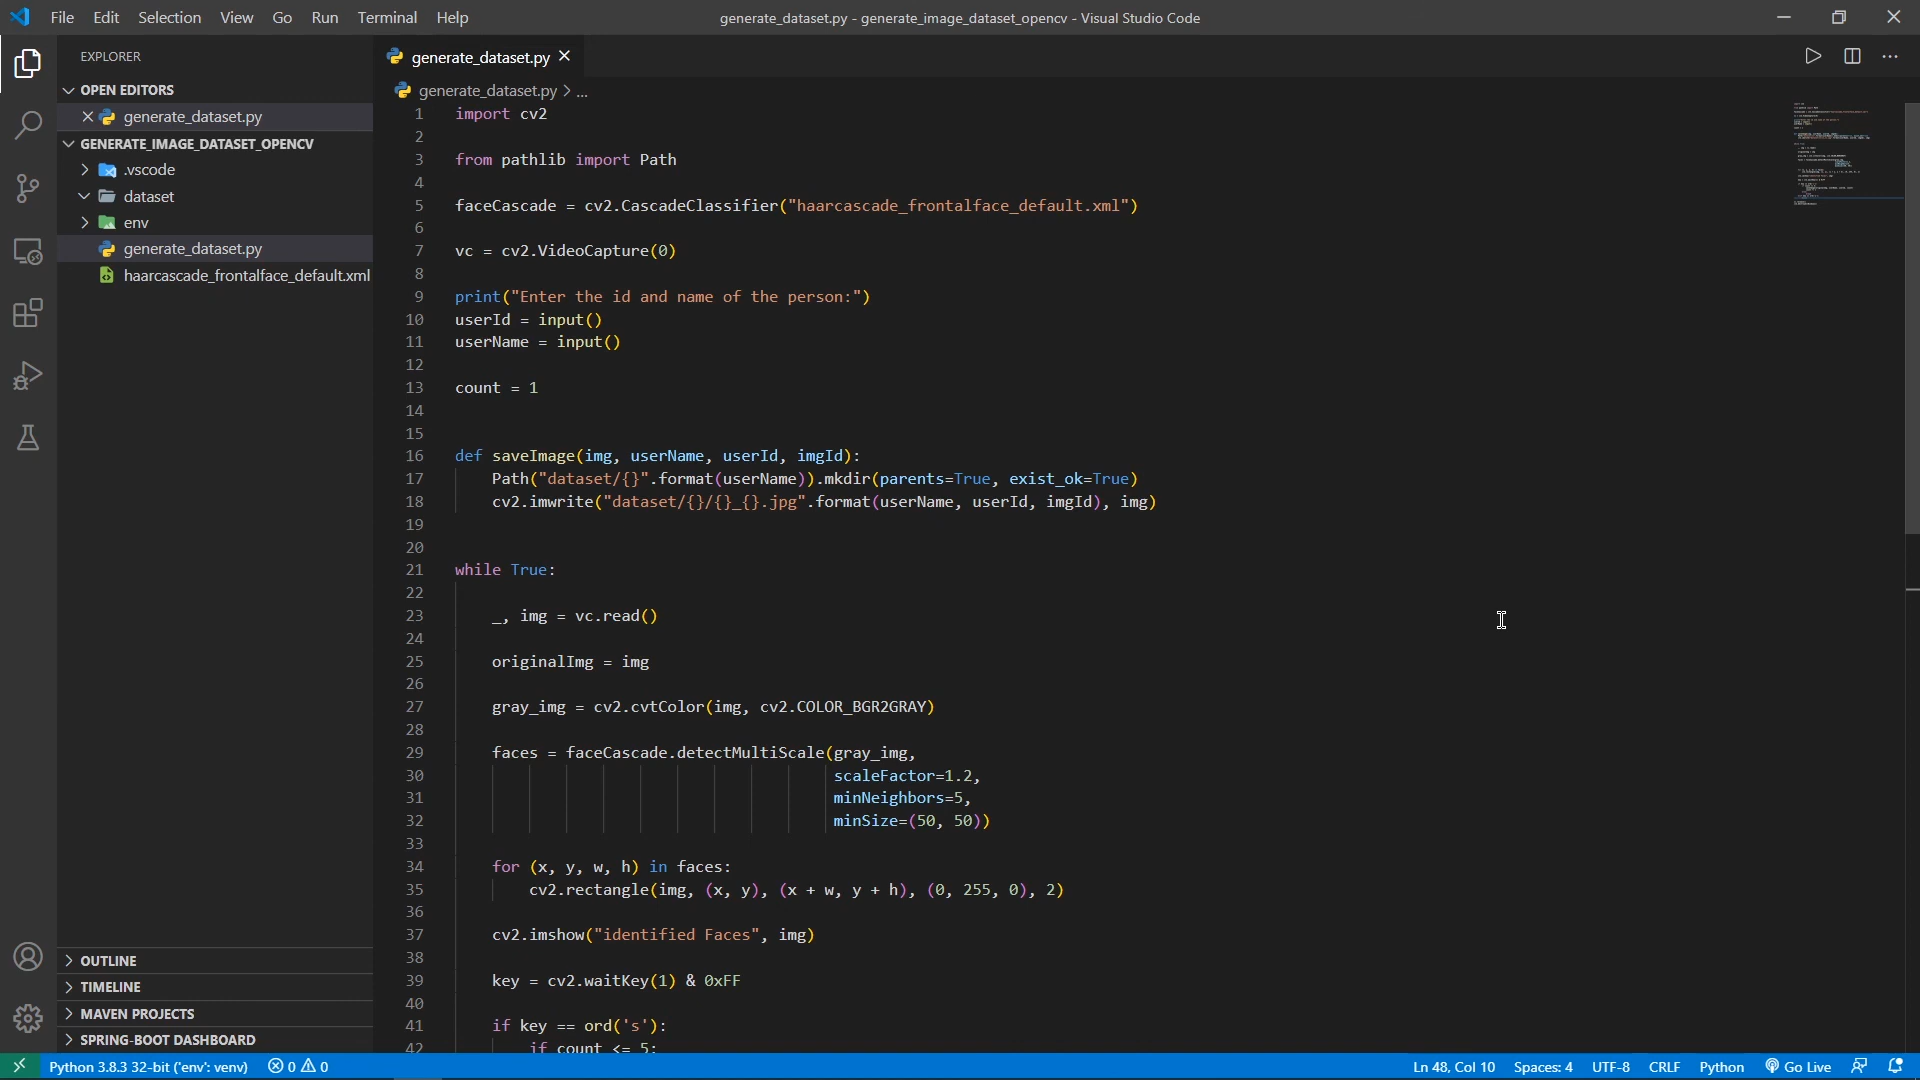 File Edit Selection View Go Run Terminal Help
generate_dataset.py - generate_image_dataset_opencv - Visual Studio Code
EXPLORER
OPEN EDITORS
generate_dataset.py
GENERATE_IMAGE_DATASET_OPENCV
.vscode
dataset
env
generate_dataset.py
haarcascade_frontalface_default.xml
OUTLINE
TIMELINE
MAVEN PROJECTS
SPRING-BOOT DASHBOARD
generate_dataset.py
generate_dataset.py > ...
1 import cv2
2
3 from pathlib import Path
4
5 faceCascade = cv2.CascadeClassifier("haarcascade_frontalface_default.xml")
6
7 vc = cv2.VideoCapture(0)
8
9 print("Enter the id and name of the person:")
10 userId = input()
11 userName = input()
12
13 count = 1
14
15
16 def saveImage(img, userName, userId, imgId):
17     Path("dataset/{}".format(userName)).mkdir(parents=True, exist_ok=True)
18     cv2.imwrite("dataset/{}/{}_{}.jpg".format(userName, userId, imgId), img)
19
20
21 while True:
22
23     _, img = vc.read()
24
25     originalImg = img
26
27     gray_img = cv2.cvtColor(img, cv2.COLOR_BGR2GRAY)
28
29     faces = faceCascade.detectMultiScale(gray_img,
30                                          scaleFactor=1.2,
31                                          minNeighbors=5,
32                                          minSize=(50, 50))
33
34     for (x, y, w, h) in faces:
35         cv2.rectangle(img, (x, y), (x + w, y + h), (0, 255, 0), 2)
36
37     cv2.imshow("identified Faces", img)
38
39     key = cv2.waitKey(1) & 0xFF
40
41     if key == ord('s'):
42         if count <= 5:
Python 3.8.3 32-bit ('env': venv) 0 0 Ln 48, Col 10 Spaces: 4 UTF-8 CRLF Python Go Live